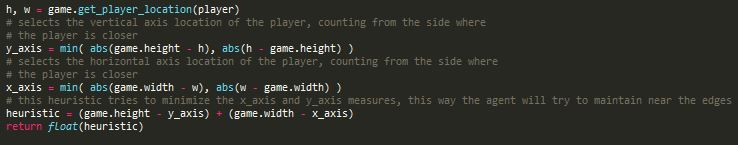 h, w = game.get_player_location(player)
# selects the vertical axis location of the player, counting from the side where
# the player is closer
y_axis = min( abs(game.height - h), abs(h - game.height) )
# selects the horizontal axis location of the player, counting from the side where
# the player is closer
x_axis = min( abs(game.width - w), abs(w - game.width) )
# this heuristic tries to minimize the x_axis and y_axis measures, this way the agent will try to maintain near the edges
heuristic = (game.height - y_axis) + (game.width - x_axis)
return float(heuristic)